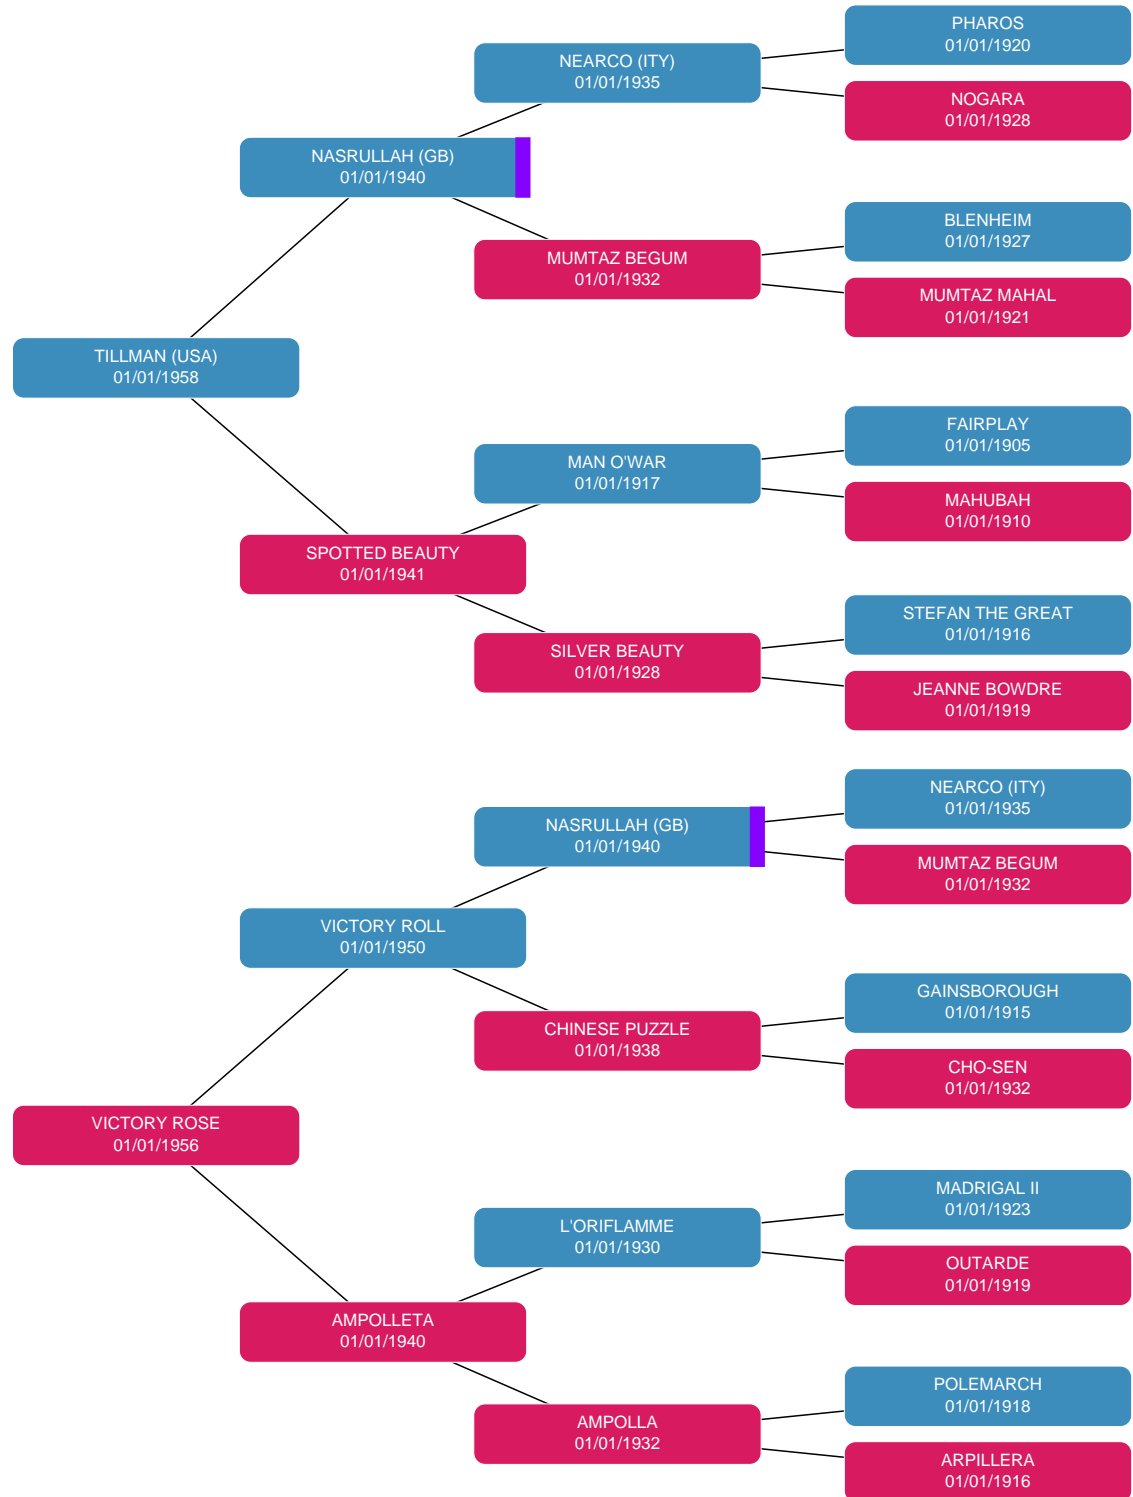 PHAROS
01/01/1920
NEARCO (ITY)
01/01/1935
NOGARA
01/01/1928
NASRULLAH (GB)
01/01/1940
BLENHEIM
01/01/1927
MUMTAZ BEGUM
01/01/1932
MUMTAZ MAHAL
01/01/1921
TILLMAN (USA)
01/01/1958
FAIRPLAY
01/01/1905
MAN O'WAR
01/01/1917
MAHUBAH
01/01/1910
SPOTTED BEAUTY
01/01/1941
STEFAN THE GREAT
01/01/1916
SILVER BEAUTY
01/01/1928
JEANNE BOWDRE
01/01/1919
NEARCO (ITY)
01/01/1935
NASRULLAH (GB)
01/01/1940
MUMTAZ BEGUM
01/01/1932
VICTORY ROLL
01/01/1950
GAINSBOROUGH
01/01/1915
CHINESE PUZZLE
01/01/1938
CHO-SEN
01/01/1932
VICTORY ROSE
01/01/1956
MADRIGAL II
01/01/1923
L'ORIFLAMME
01/01/1930
OUTARDE
01/01/1919
AMPOLLETA
01/01/1940
POLEMARCH
01/01/1918
AMPOLLA
01/01/1932
ARPILLERA
01/01/1916